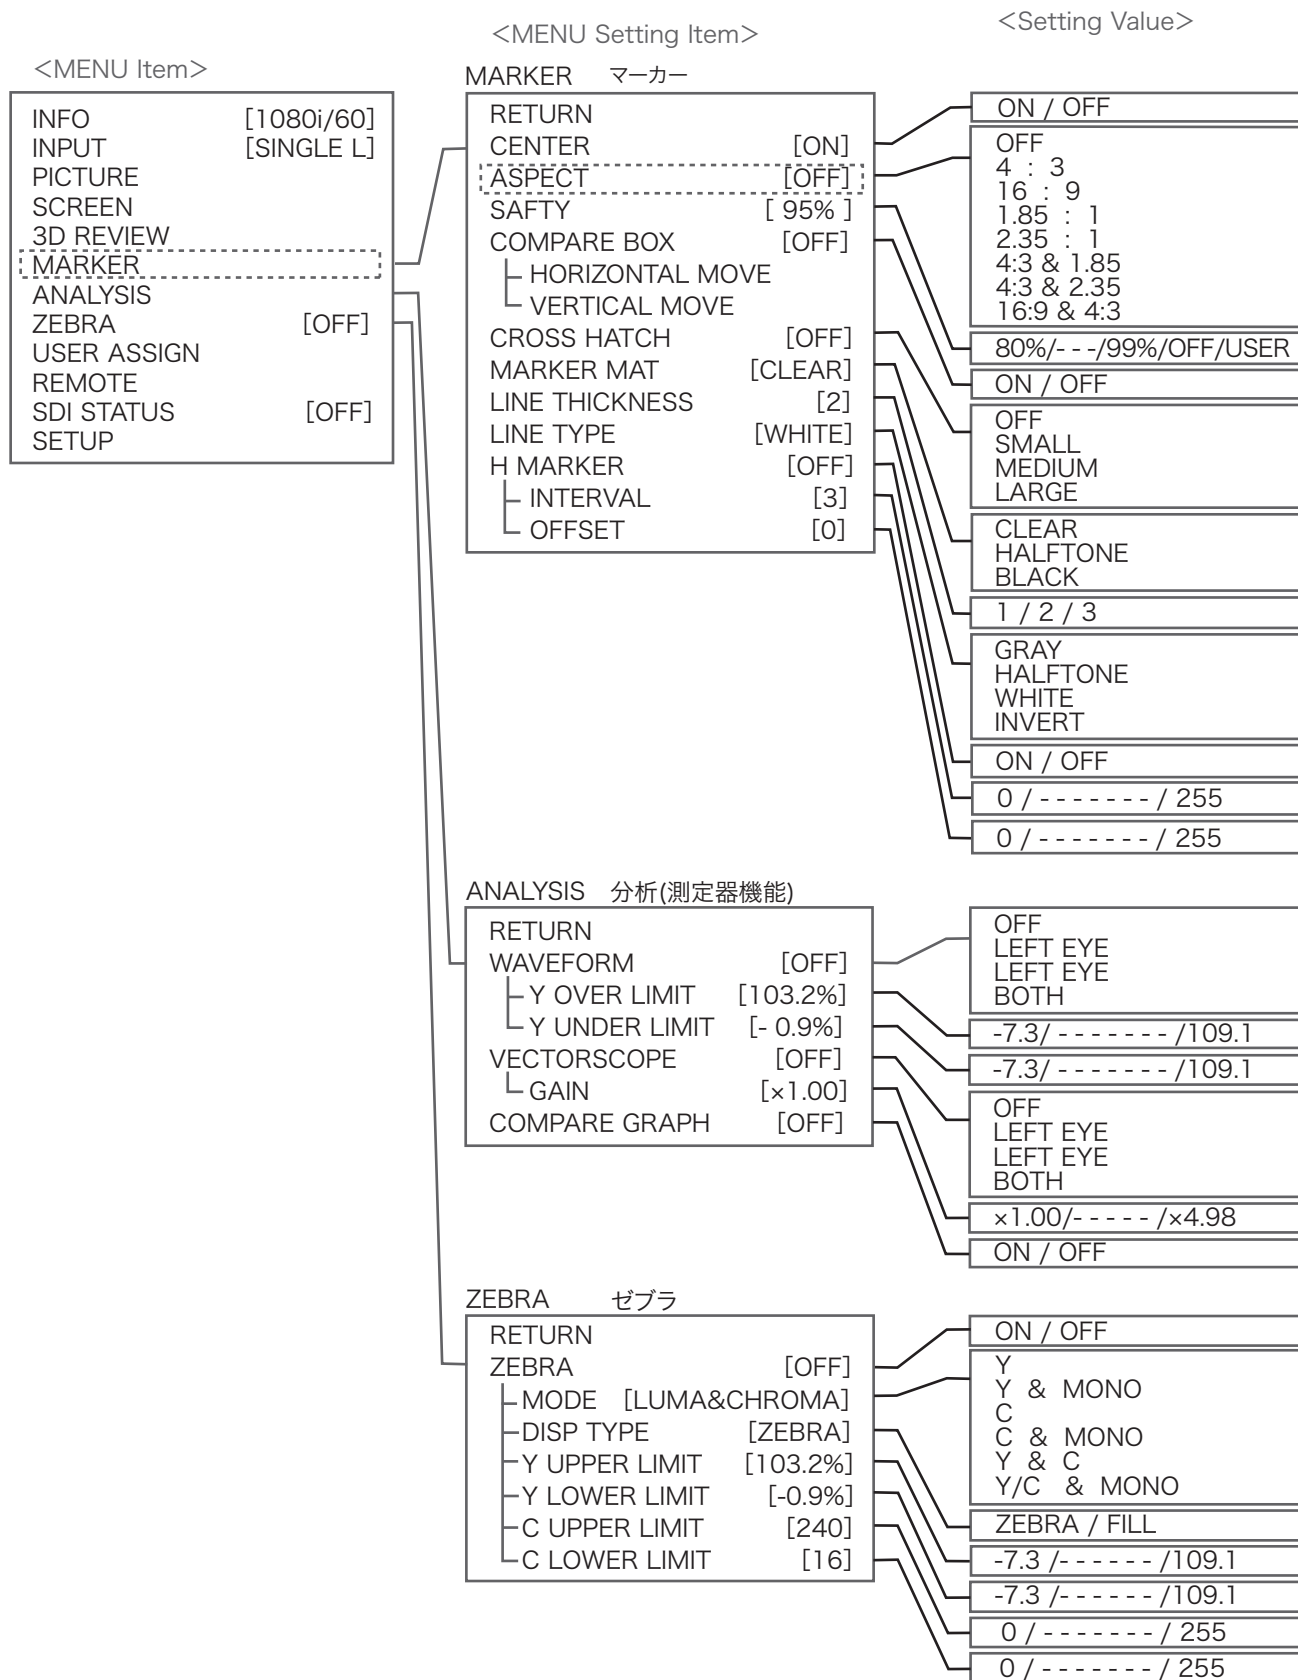 <Setting Value>
<MENU Setting Item>
<MENU Item>
INFO [1080i/60]
INPUT [SINGLE L]
PICTURE
SCREEN
3D REVIEW
MARKER
ANALYSIS
ZEBRA [OFF]
USER ASSIGN
REMOTE
SDI STATUS [OFF]
SETUP
MARKER マーカー
RETURN
CENTER [ON]
ASPECT [OFF]
SAFTY [ 95% ]
COMPARE BOX [OFF]
HORIZONTAL MOVE
VERTICAL MOVE
CROSS HATCH [OFF]
MARKER MAT [CLEAR]
LINE THICKNESS [2]
LINE TYPE [WHITE]
H MARKER [OFF]
INTERVAL [3]
OFFSET [0]
ON / OFF
OFF
4 : 3
16 : 9
1.85 : 1
2.35 : 1
4:3 & 1.85
4:3 & 2.35
16:9 & 4:3
80%/- - -/99%/OFF/USER
ON / OFF
OFF
SMALL
MEDIUM
LARGE
CLEAR
HALFTONE
BLACK
1 / 2 / 3
GRAY
HALFTONE
WHITE
INVERT
ON / OFF
0 / - - - - - - - / 255
0 / - - - - - - - / 255
ANALYSIS 分析(測定器機能)
RETURN
WAVEFORM [OFF]
Y OVER LIMIT [103.2%]
Y UNDER LIMIT [- 0.9%]
VECTORSCOPE [OFF]
GAIN [×1.00]
COMPARE GRAPH [OFF]
OFF
LEFT EYE
LEFT EYE
BOTH
-7.3/ - - - - - - - /109.1
-7.3/ - - - - - - - /109.1
OFF
LEFT EYE
LEFT EYE
BOTH
×1.00/- - - - - /×4.98
ON / OFF
ZEBRA ゼブラ
RETURN
ZEBRA [OFF]
MODE [LUMA&CHROMA]
DISP TYPE [ZEBRA]
Y UPPER LIMIT [103.2%]
Y LOWER LIMIT [-0.9%]
C UPPER LIMIT [240]
C LOWER LIMIT [16]
ON / OFF
Y
Y & MONO
C
C & MONO
Y & C
Y/C & MONO
ZEBRA / FILL
-7.3 /- - - - - - /109.1
-7.3 /- - - - - - /109.1
0 / - - - - - - - / 255
0 / - - - - - - - / 255